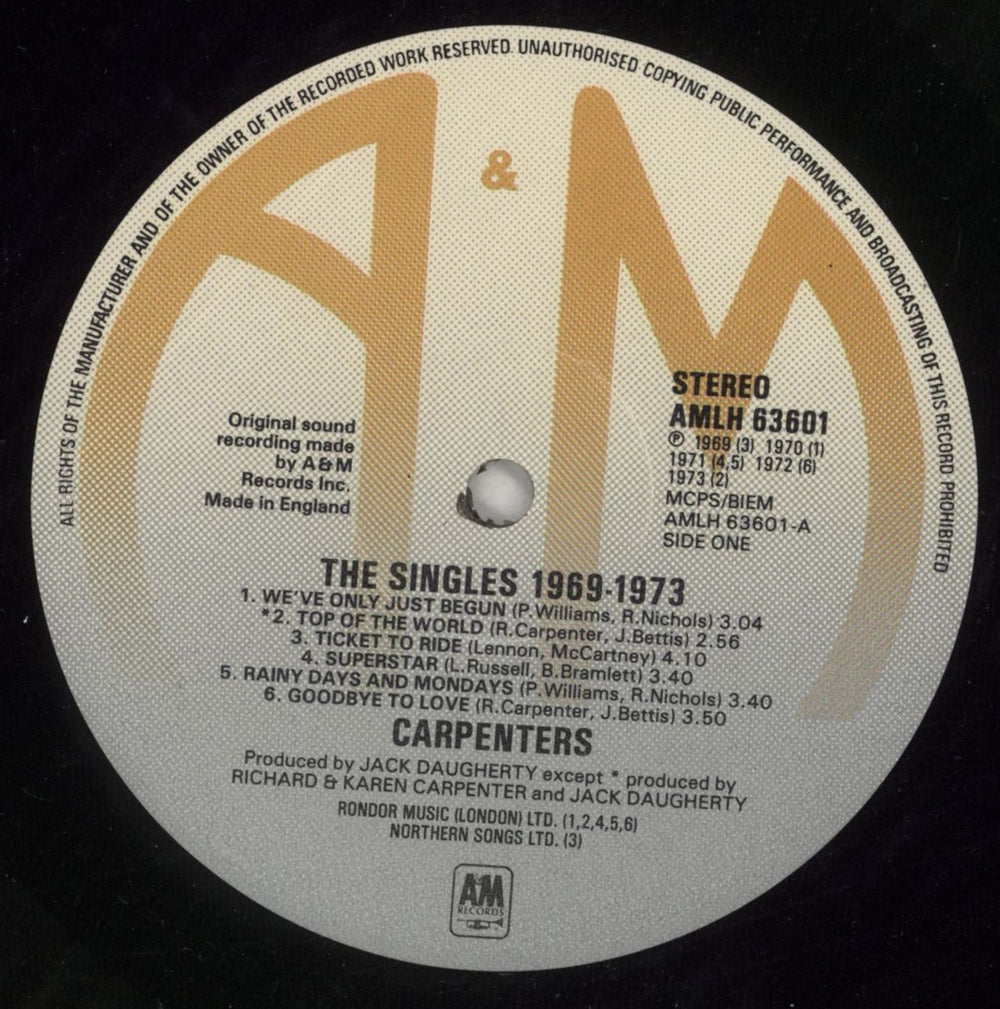 ALL RIGHTS OF THE MANUFACTURER AND OF THE OWNER OF THE RECORDED WORK RESERVED. UNAUTHORISED COPYING PUBLIC PERFORMANCE AND BROADCASTING OF THIS RECORD PROHIBITED
A & M
Original sound
recording made
by A&M
Records Inc.
Made in England
STEREO
AMLH 63601
℗ 1969 (3) 1970 (1)
1971 (4,5) 1972 (6)
1973 (2)
MCPS/BIEM
AMLH 63601-A
SIDE ONE
THE SINGLES 1969-1973
1. WE'VE ONLY JUST BEGUN (P.Williams, R.Nichols) 3.04
*2. TOP OF THE WORLD (R.Carpenter, J.Bettis) 2.56
3. TICKET TO RIDE (Lennon, McCartney) 4.10
4. SUPERSTAR (L.Russell, B.Bramlett) 3.40
5. RAINY DAYS AND MONDAYS (P.Williams, R.Nichols) 3.40
6. GOODBYE TO LOVE (R.Carpenter, J.Bettis) 3.50
CARPENTERS
Produced by JACK DAUGHERTY except * produced by
RICHARD & KAREN CARPENTER and JACK DAUGHERTY
RONDOR MUSIC (LONDON) LTD. (1,2,4,5,6)
NORTHERN SONGS LTD. (3)
A&M
RECORDS